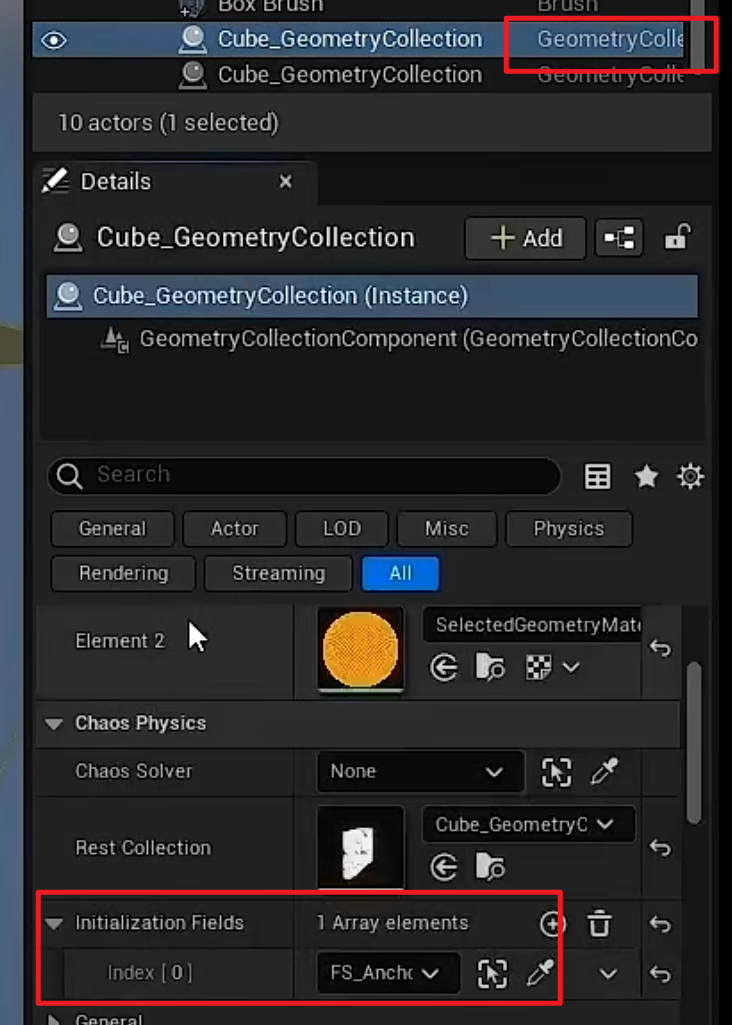 Box Brush Brush
Cube_GeometryCollection GeometryColle
Cube_GeometryCollection GeometryColle
10 actors (1 selected)
Details
Cube_GeometryCollection Add
Cube_GeometryCollection (Instance)
GeometryCollectionComponent (GeometryCollectionCo
Search
General Actor LOD Misc Physics
Rendering Streaming All
Element 2 SelectedGeometryMate
Chaos Physics
Chaos Solver None
Rest Collection Cube_GeometryC
Initialization Fields 1 Array elements
Index [ 0 ] FS_Ancho
General